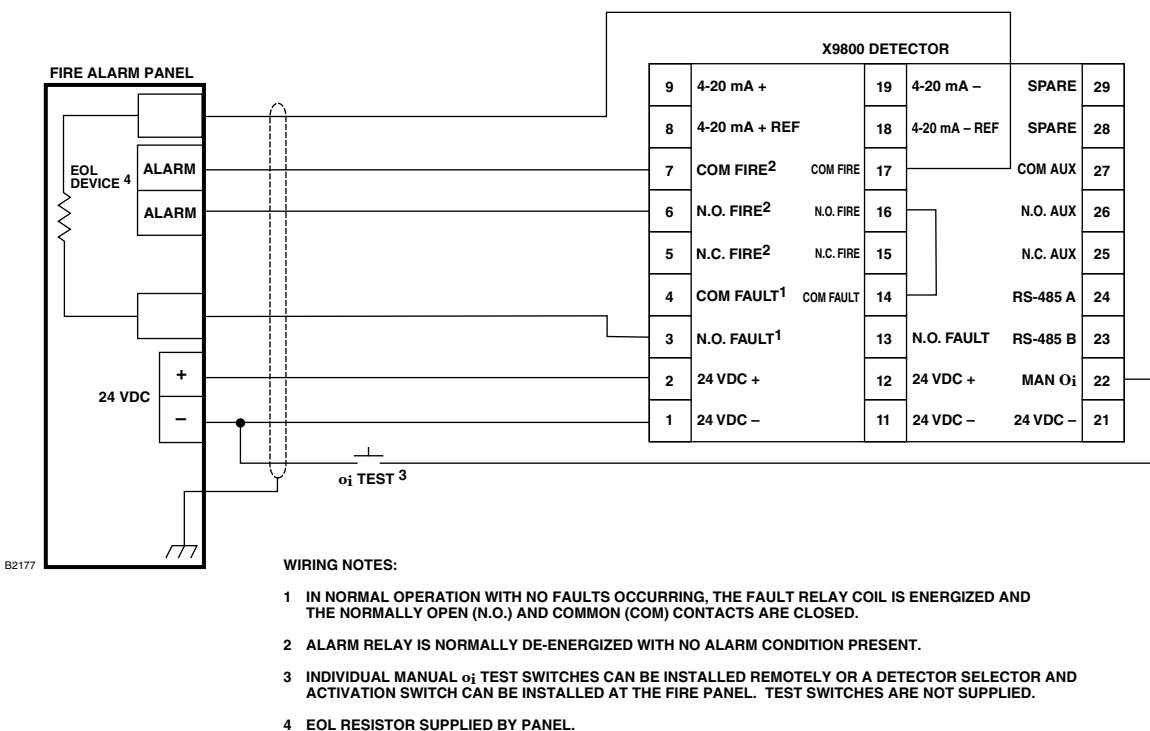 X9800 DETECTOR
FIRE ALARM PANEL
9 4-20 mA + 19 4-20 mA – SPARE 29
8 4-20 mA + REF 18 4-20 mA – REF SPARE 28
EOL DEVICE 4
ALARM
7 COM FIRE2 COM FIRE 17 COM AUX 27
ALARM
6 N.O. FIRE2 N.O. FIRE 16 N.O. AUX 26
5 N.C. FIRE2 N.C. FIRE 15 N.C. AUX 25
4 COM FAULT1 COM FAULT 14 RS-485 A 24
3 N.O. FAULT1 13 N.O. FAULT RS-485 B 23
24 VDC
+
2 24 VDC + 12 24 VDC + MAN Oi 22
–
1 24 VDC – 11 24 VDC – 24 VDC – 21
oi TEST 3
B2177
WIRING NOTES:
1 IN NORMAL OPERATION WITH NO FAULTS OCCURRING, THE FAULT RELAY COIL IS ENERGIZED AND
THE NORMALLY OPEN (N.O.) AND COMMON (COM) CONTACTS ARE CLOSED.
2 ALARM RELAY IS NORMALLY DE-ENERGIZED WITH NO ALARM CONDITION PRESENT.
3 INDIVIDUAL MANUAL oi TEST SWITCHES CAN BE INSTALLED REMOTELY OR A DETECTOR SELECTOR AND
ACTIVATION SWITCH CAN BE INSTALLED AT THE FIRE PANEL. TEST SWITCHES ARE NOT SUPPLIED.
4 EOL RESISTOR SUPPLIED BY PANEL.